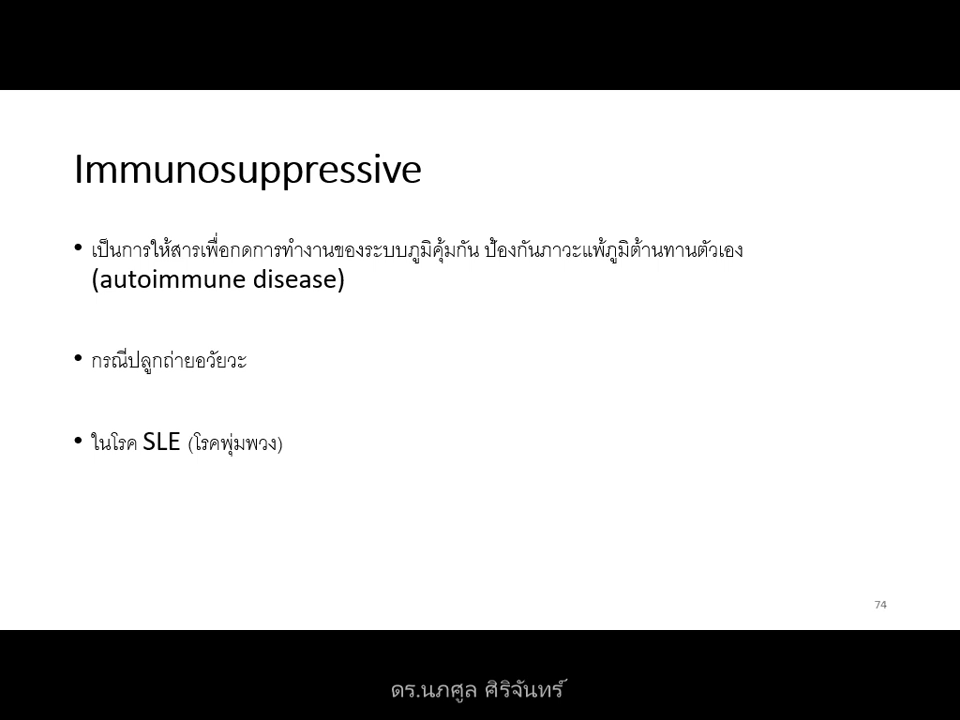 Immunosuppressive
• เป็นการให้สารเพื่อกดการทำงานของระบบภูมิคุ้มกัน ป้องกันภาวะแพ้ภูมิต้านทานตัวเอง
(autoimmune disease)
• กรณีปลูกถ่ายอวัยวะ
• ในโรค SLE (โรคพุ่มพวง)
74
ดร.นภศูล ศิริจันทร์